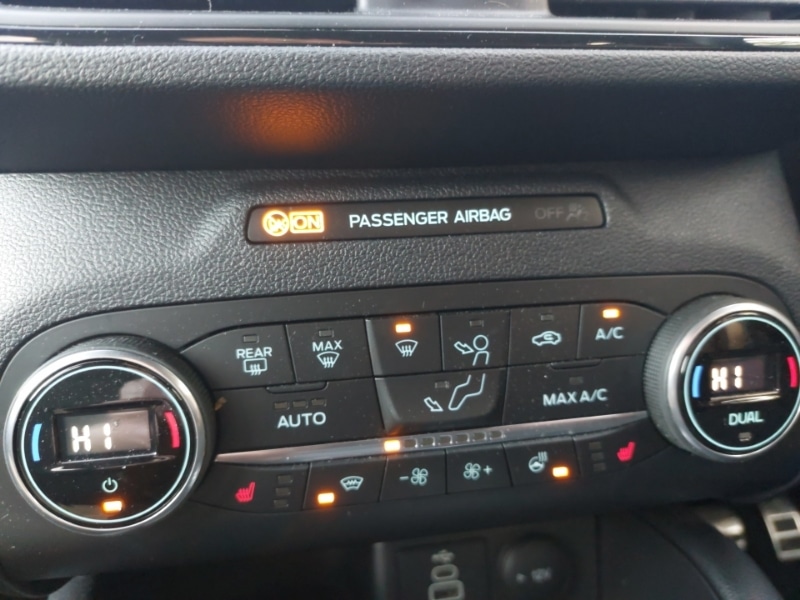 ON PASSENGER AIRBAG OFF
REAR
MAX
A/C
AUTO
MAX A/C
HI
HI
DUAL